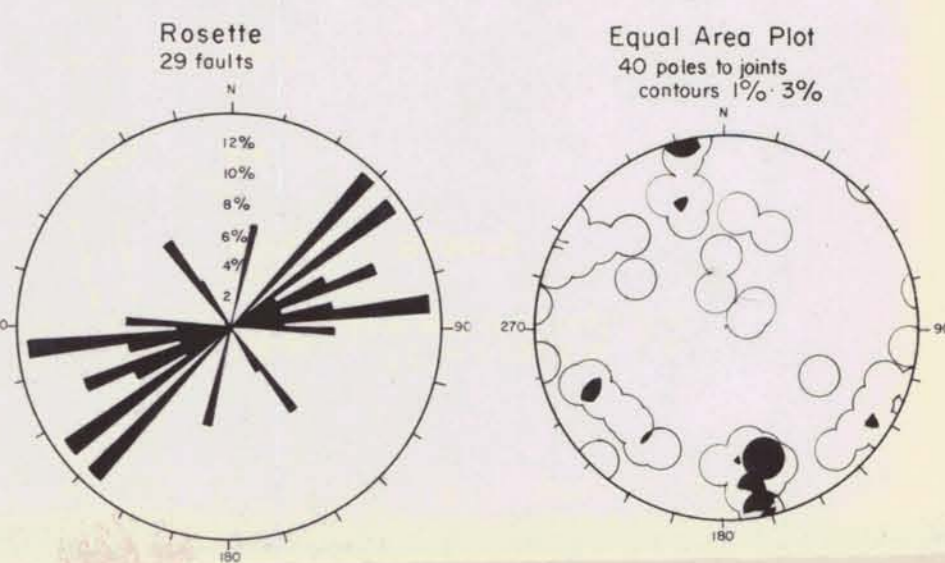 Rosette
29 faults
N
12%
10%
8%
6%
4%
2
0
90
180
Equal Area Plot
40 poles to joints
contours 1% · 3%
N
270
90
180